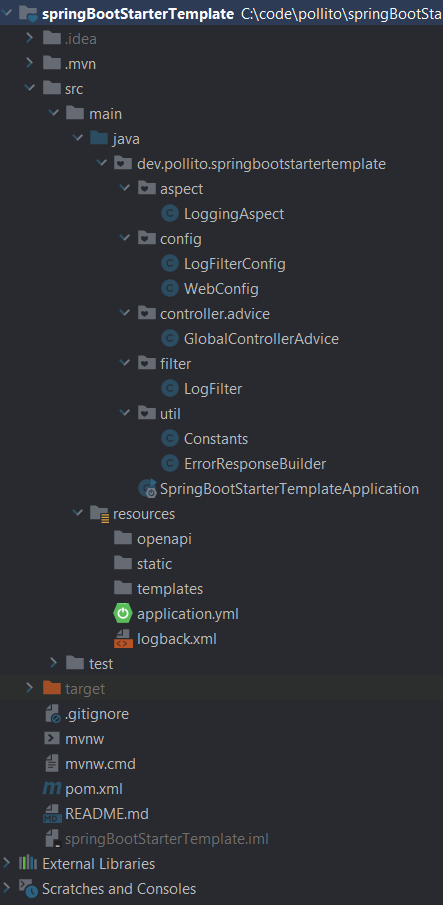 springBootStarterTemplate C:\code\pollito\springBootSta
.idea
.mvn
src
main
java
dev.pollito.springbootstartertemplate
aspect
LoggingAspect
config
LogFilterConfig
WebConfig
controller.advice
GlobalControllerAdvice
filter
LogFilter
util
Constants
ErrorResponseBuilder
SpringBootStarterTemplateApplication
resources
openapi
static
templates
application.yml
logback.xml
test
target
.gitignore
mvnw
mvnw.cmd
pom.xml
README.md
springBootStarterTemplate.iml
External Libraries
Scratches and Consoles